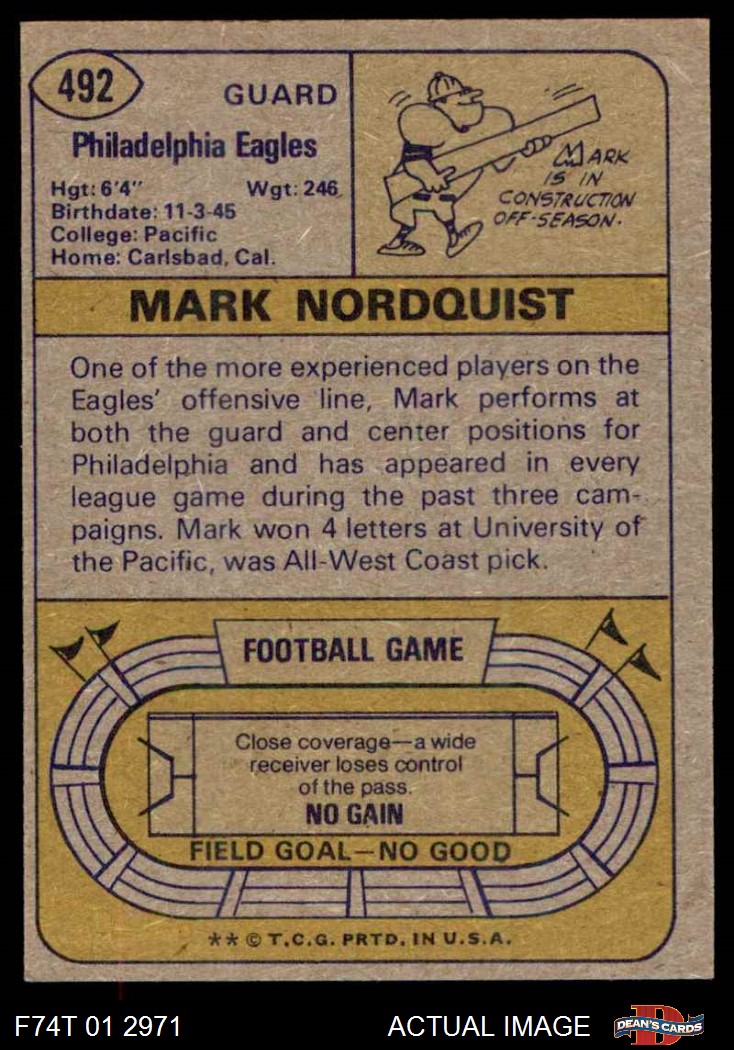 492
GUARD
Philadelphia Eagles
Hgt: 6'4" Wgt: 246
Birthdate: 11-3-45
College: Pacific
Home: Carlsbad, Cal.
MARK
IS IN
CONSTRUCTION
OFF-SEASON.
MARK NORDQUIST
One of the more experienced players on the
Eagles' offensive line, Mark performs at
both the guard and center positions for
Philadelphia and has appeared in every
league game during the past three cam-
paigns. Mark won 4 letters at University of
the Pacific, was All-West Coast pick.
FOOTBALL GAME
Close coverage—a wide
receiver loses control
of the pass.
NO GAIN
FIELD GOAL—NO GOOD
** © T.C.G. PRTD. IN U.S.A.
F74T 01 2971 ACTUAL IMAGE D DEAN'S CARDS